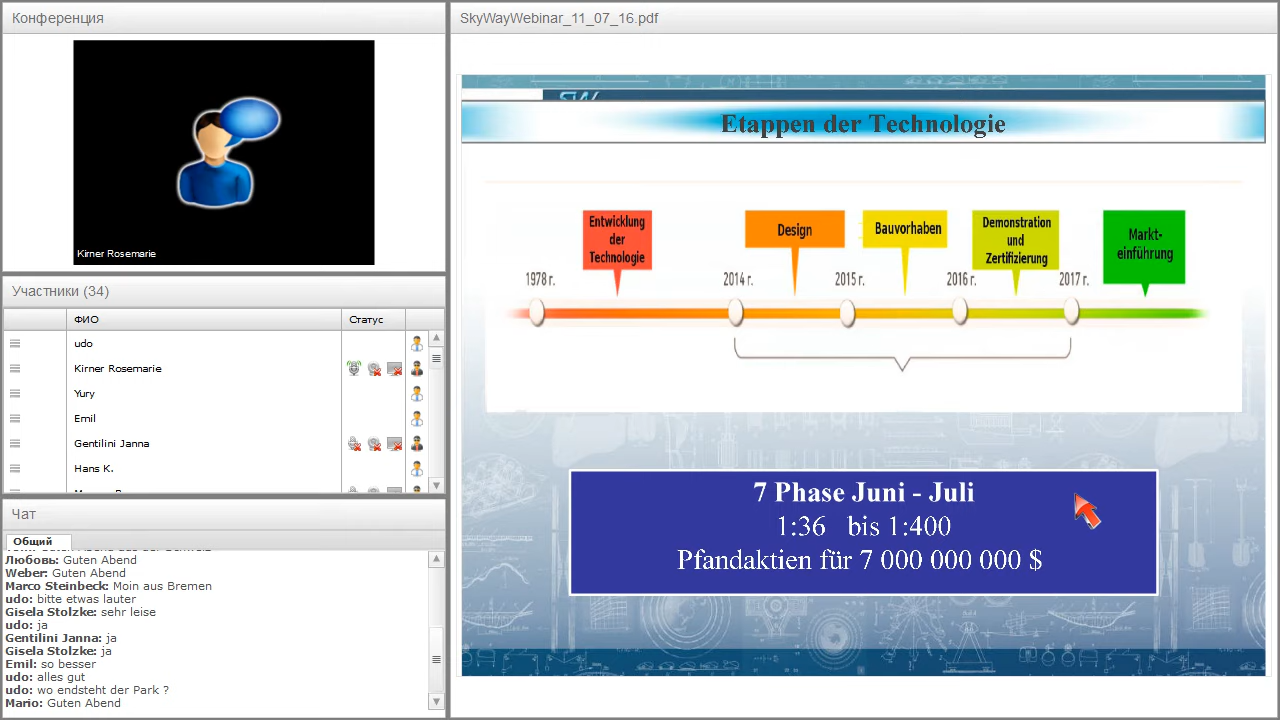 Конференция
Kirner Rosemarie
Участники (34)
ФИО
Статус
udo
Kirner Rosemarie
Yury
Emil
Gentilini Janna
Hans K.
Чат
Общий
Любовь: Guten Abend
Weber: Guten Abend
Marco Steinbeck: Moin aus Bremen
udo: bitte etwas lauter
Gisela Stolzke: sehr leise
udo: ja
Gentilini Janna: ja
Gisela Stolzke: ja
Emil: so besser
udo: alles gut
udo: wo endsteht der Park ?
Mario: Guten Abend
SkyWayWebinar_11_07_16.pdf
Etappen der Technologie
Entwicklung
der
Technologie
Design
Bauvorhaben
Demonstration
und
Zertifizierung
Markt-
einführung
1978 г.
2014 г.
2015 г.
2016 г.
2017 г.
7 Phase Juni - Juli
1:36 bis 1:400
Pfandaktien für 7 000 000 000 $